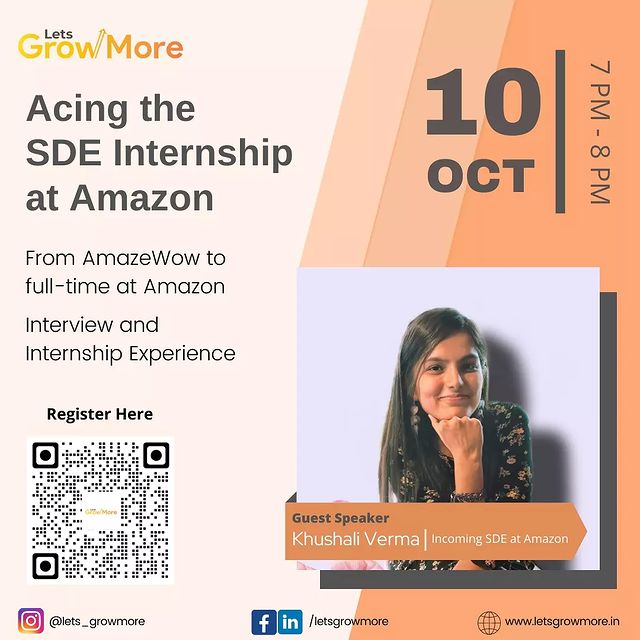 Lets
GrowMore
Acing the
SDE Internship
at Amazon
10
OCT
7 PM - 8 PM
From AmazeWow to
full-time at Amazon
Interview and
Internship Experience
Register Here
GrowMore
Guest Speaker
Khushali Verma | Incoming SDE at Amazon
@lets_growmore
/letsgrowmore
www.letsgrowmore.in